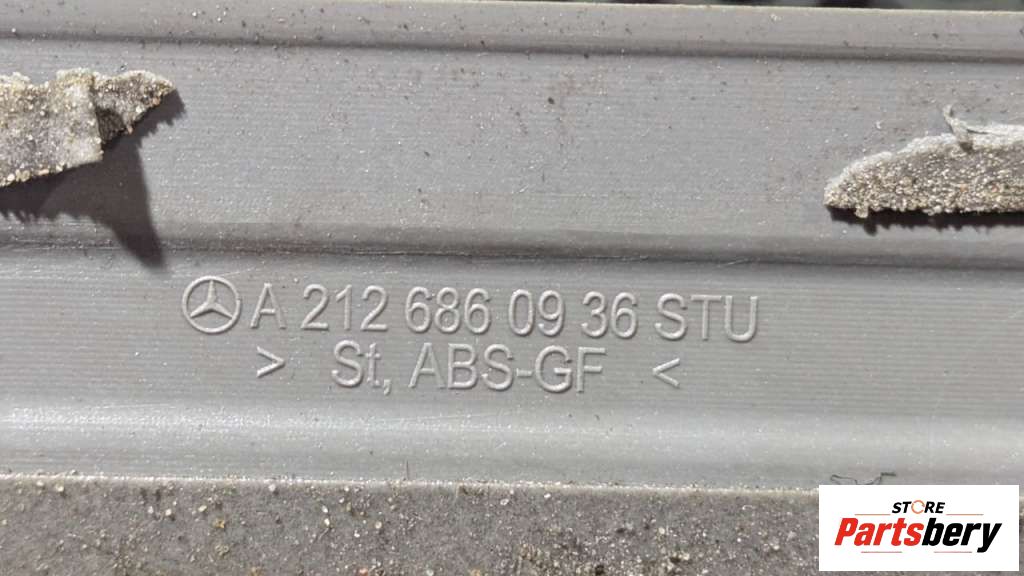 A 212 686 09 36 STU
> St, ABS-GF <
STORE
Partsbery